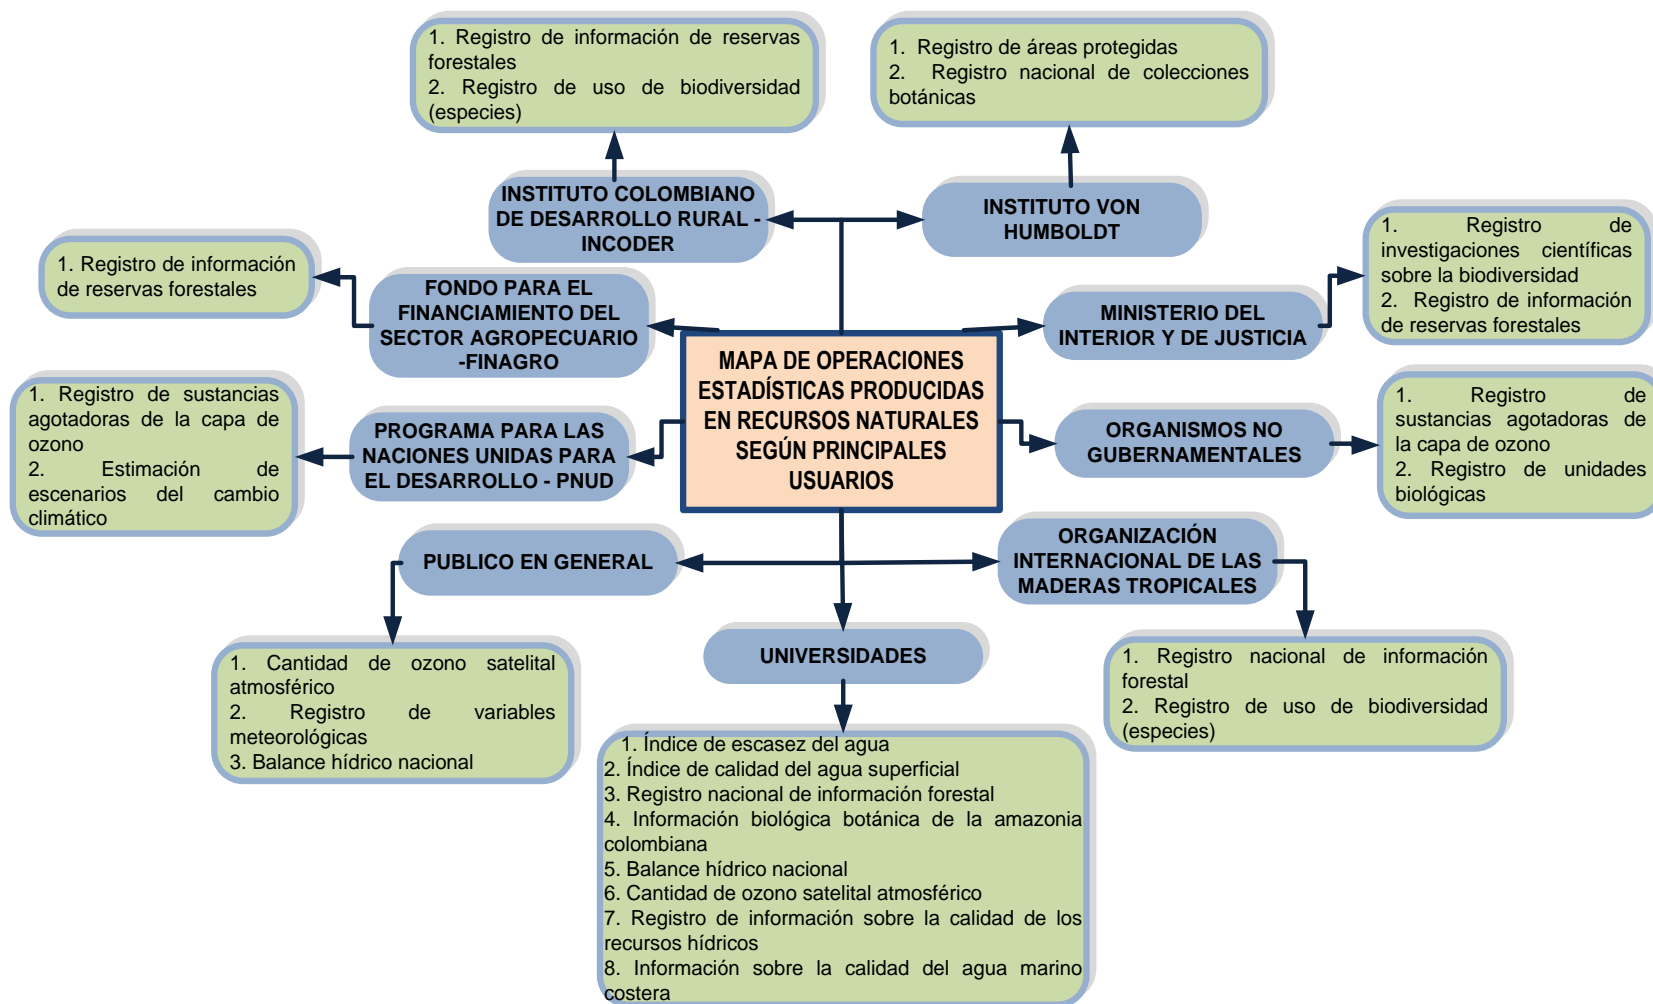 1. Registro de información de reservas
forestales
2. Registro de uso de biodiversidad
(especies)
1. Registro de áreas protegidas
2. Registro nacional de colecciones
botánicas
INSTITUTO COLOMBIANO
DE DESARROLLO RURAL -
INCODER
INSTITUTO VON
HUMBOLDT
1. Registro de información
de reservas forestales
FONDO PARA EL
FINANCIAMIENTO DEL
SECTOR AGROPECUARIO
-FINAGRO
MINISTERIO DEL
INTERIOR Y DE JUSTICIA
1. Registro de
investigaciones científicas
sobre la biodiversidad
2. Registro de información
de reservas forestales
MAPA DE OPERACIONES
ESTADÍSTICAS PRODUCIDAS
EN RECURSOS NATURALES
SEGÚN PRINCIPALES
USUARIOS
1. Registro de sustancias
agotadoras de la capa de
ozono
2. Estimación de
escenarios del cambio
climático
PROGRAMA PARA LAS
NACIONES UNIDAS PARA
EL DESARROLLO - PNUD
ORGANISMOS NO
GUBERNAMENTALES
1. Registro de
sustancias agotadoras de
la capa de ozono
2. Registro de unidades
biológicas
PUBLICO EN GENERAL
ORGANIZACIÓN
INTERNACIONAL DE LAS
MADERAS TROPICALES
UNIVERSIDADES
1. Cantidad de ozono satelital
atmosférico
2. Registro de variables
meteorológicas
3. Balance hídrico nacional
1. Registro nacional de información
forestal
2. Registro de uso de biodiversidad
(especies)
1. Índice de escasez del agua
2. Índice de calidad del agua superficial
3. Registro nacional de información forestal
4. Información biológica botánica de la amazonia
colombiana
5. Balance hídrico nacional
6. Cantidad de ozono satelital atmosférico
7. Registro de información sobre la calidad de los
recursos hídricos
8. Información sobre la calidad del agua marino
costera